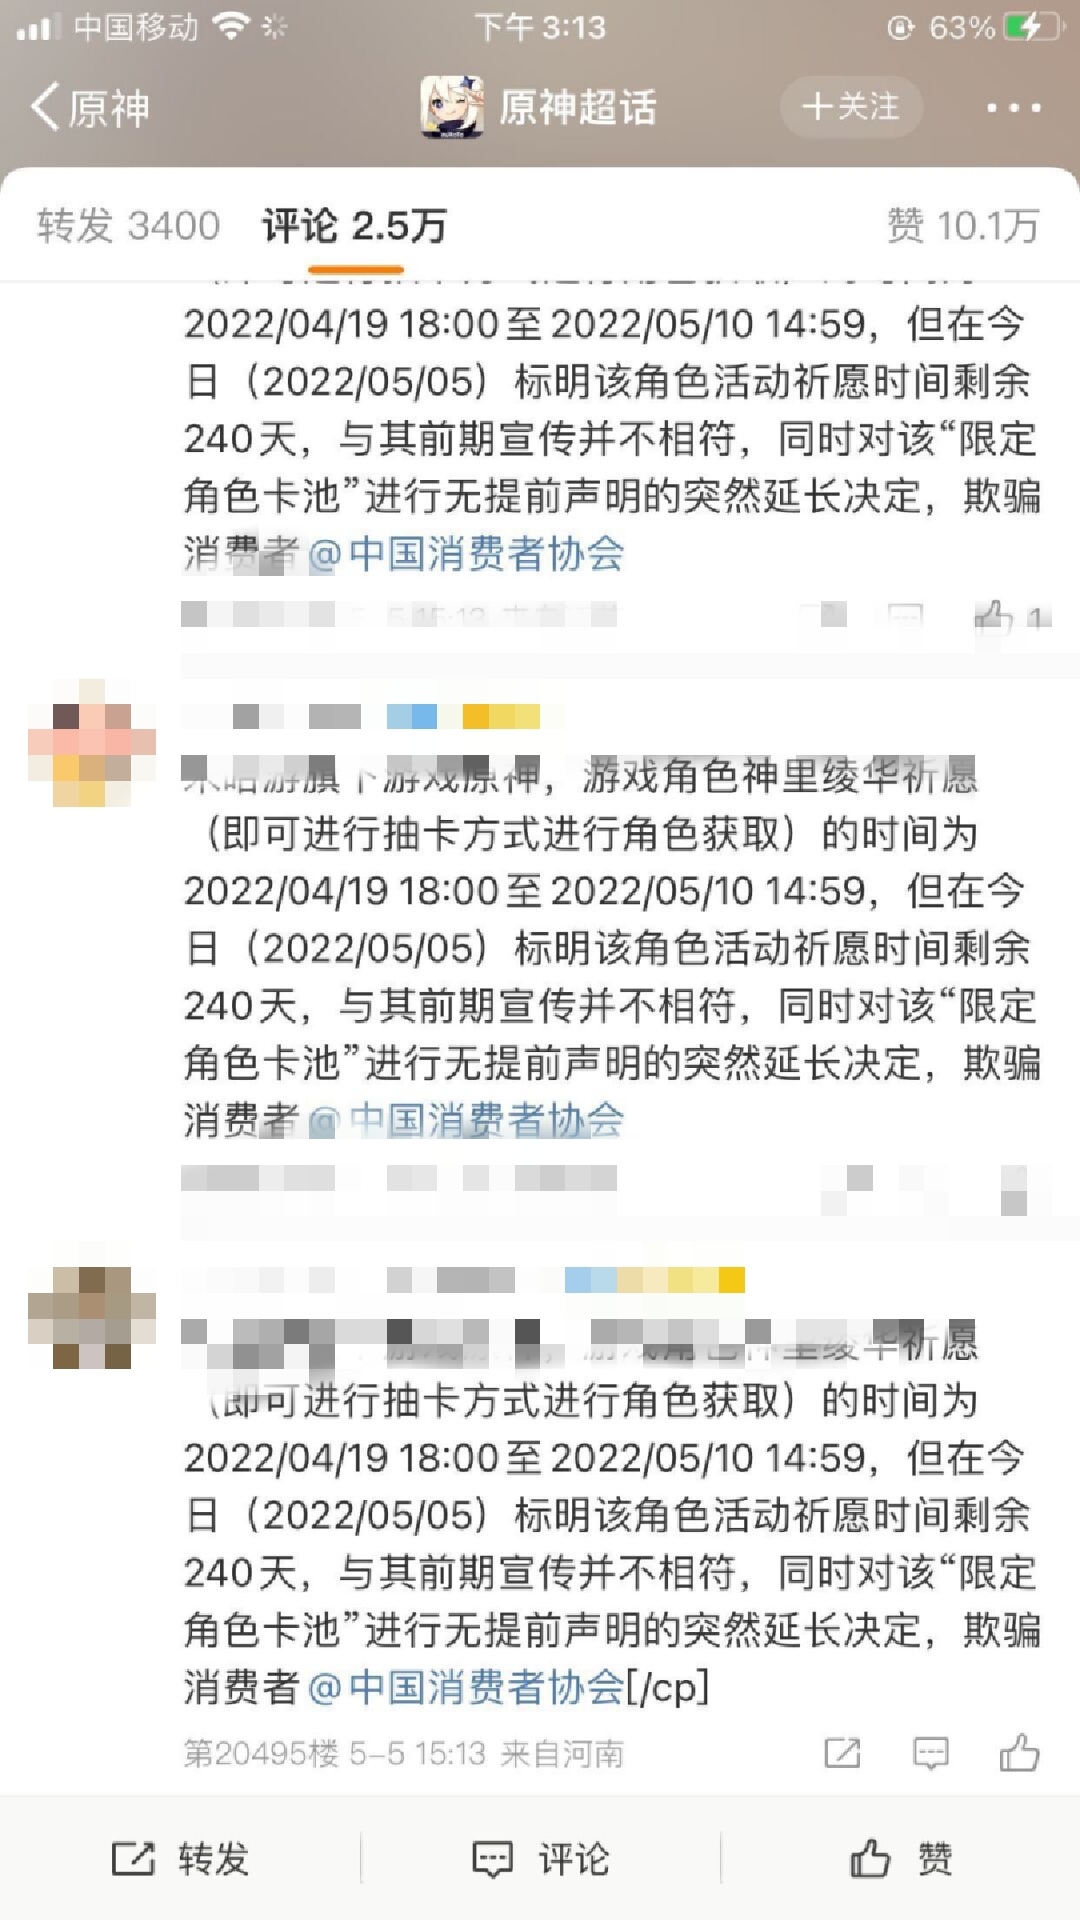 中国移动 下午3:13 63%
原神 原神超话 +关注
转发 3400 评论 2.5万 赞 10.1万
2022/04/19 18:00至2022/05/10 14:59，但在今
日（2022/05/05）标明该角色活动祈愿时间剩余
240天，与其前期宣传并不相符，同时对该“限定
角色卡池”进行无提前声明的突然延长决定，欺骗
消费者@中国消费者协会
1
米哈游旗下游戏原神，游戏角色神里绫华祈愿
（即可进行抽卡方式进行角色获取）的时间为
2022/04/19 18:00至2022/05/10 14:59，但在今
日（2022/05/05）标明该角色活动祈愿时间剩余
240天，与其前期宣传并不相符，同时对该“限定
角色卡池”进行无提前声明的突然延长决定，欺骗
消费者@中国消费者协会
游戏原神，游戏角色神里绫华祈愿
（即可进行抽卡方式进行角色获取）的时间为
2022/04/19 18:00至2022/05/10 14:59，但在今
日（2022/05/05）标明该角色活动祈愿时间剩余
240天，与其前期宣传并不相符，同时对该“限定
角色卡池”进行无提前声明的突然延长决定，欺骗
消费者@中国消费者协会[/cp]
第20495楼 5-5 15:13 来自河南
转发 评论 赞